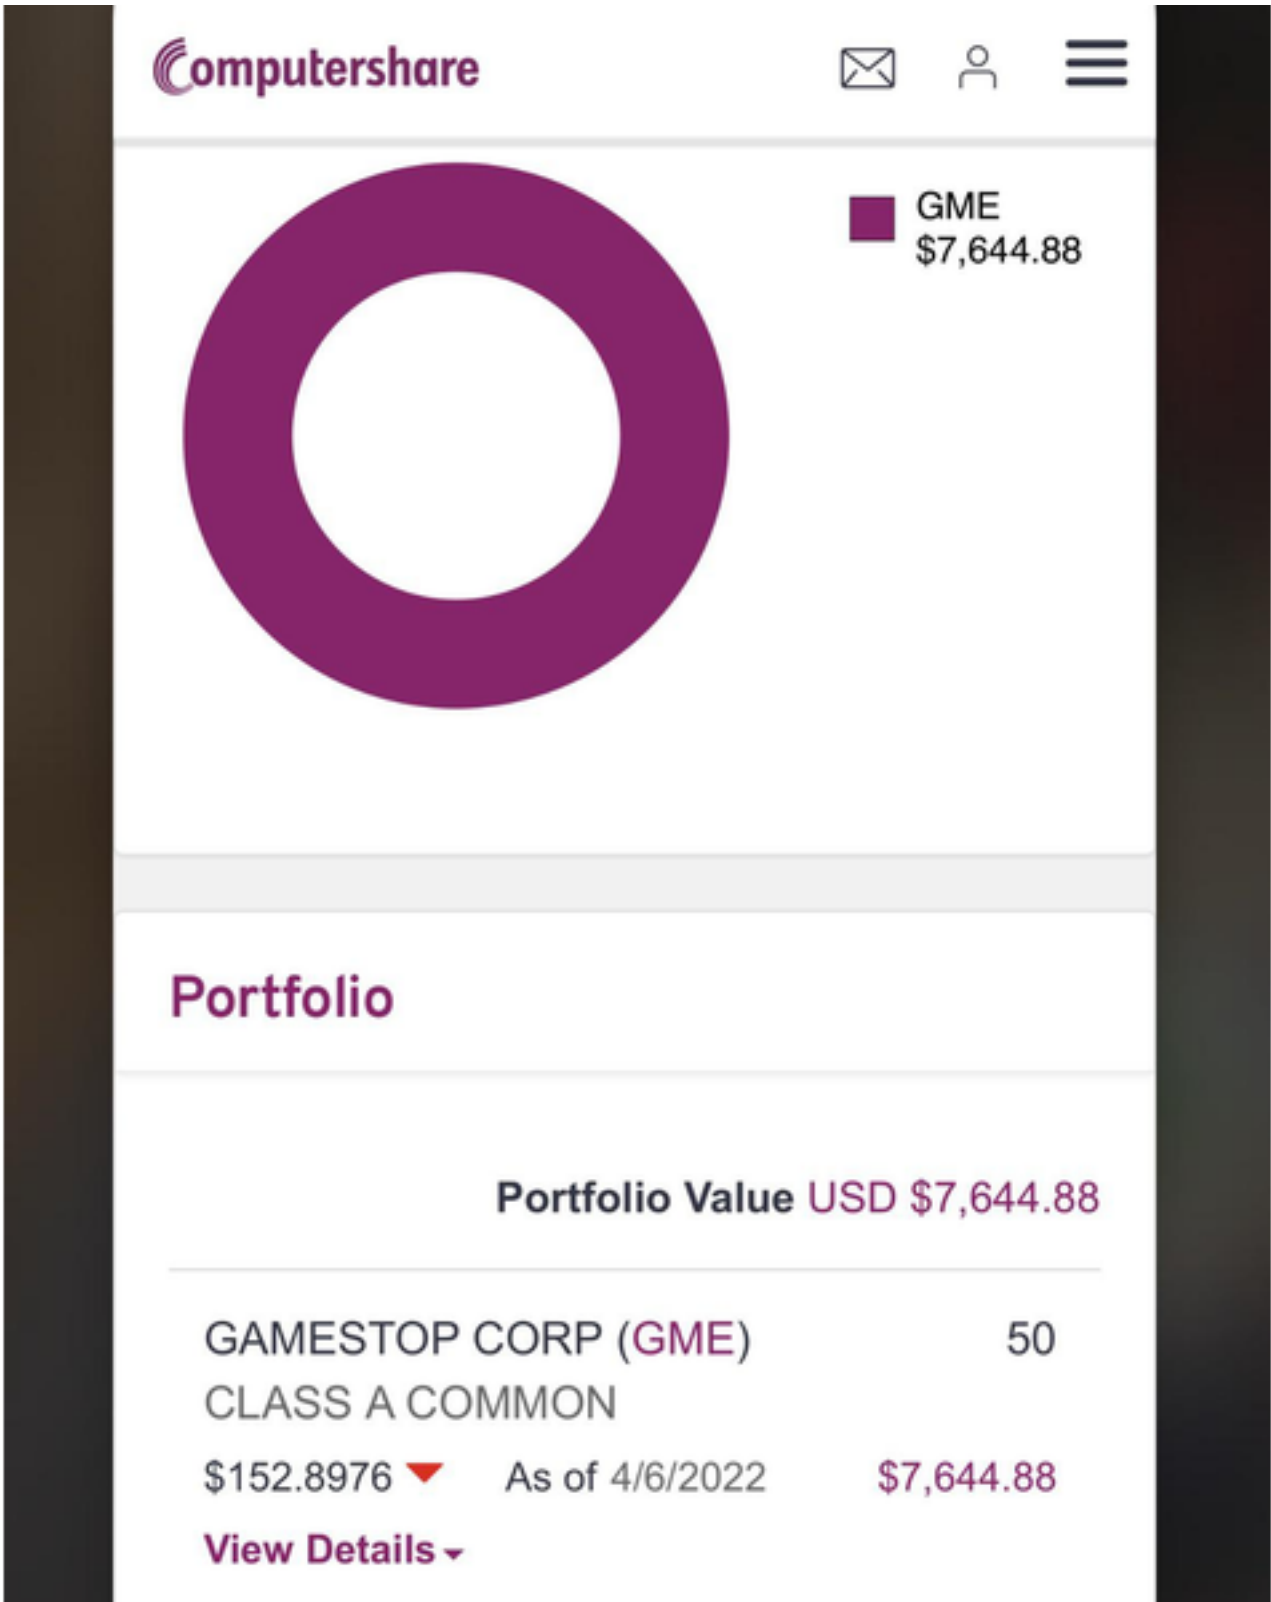 Computershare
GME
$7,644.88
Portfolio
Portfolio Value USD $7,644.88
GAMESTOP CORP (GME) 50
CLASS A COMMON
$152.8976 As of 4/6/2022 $7,644.88
View Details